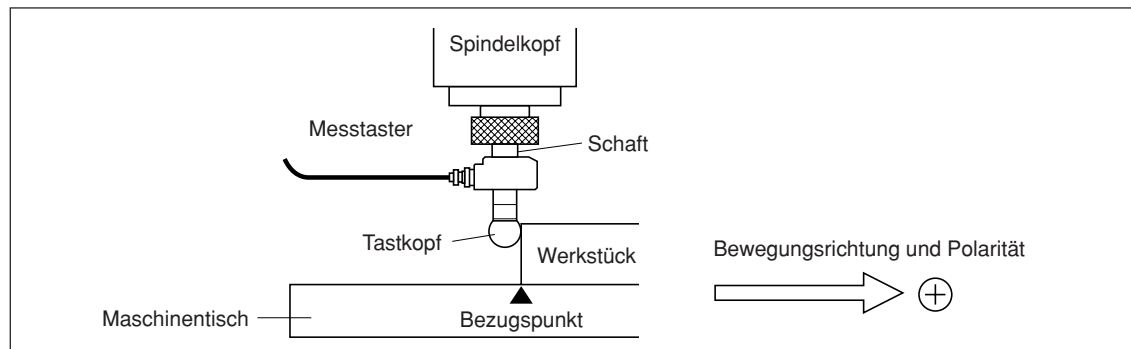 Spindelkopf
Messtaster
Schaft
Tastkopf
Werkstück
Bewegungsrichtung und Polarität
Maschinentisch
Bezugspunkt